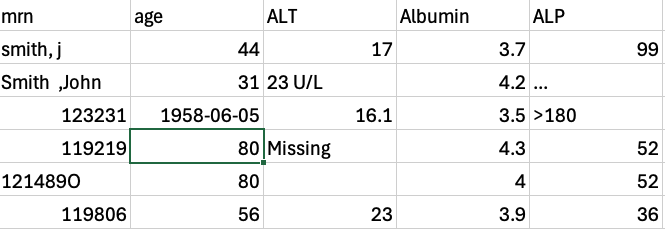 mrn age ALT Albumin ALP
smith, j 44 17 3.7 99
Smith  ,John 31 23 U/L 4.2 ...
123231 1958-06-05 16.1 3.5 >180
119219 80 Missing 4.3 52
121489O 80 4 52
119806 56 23 3.9 36